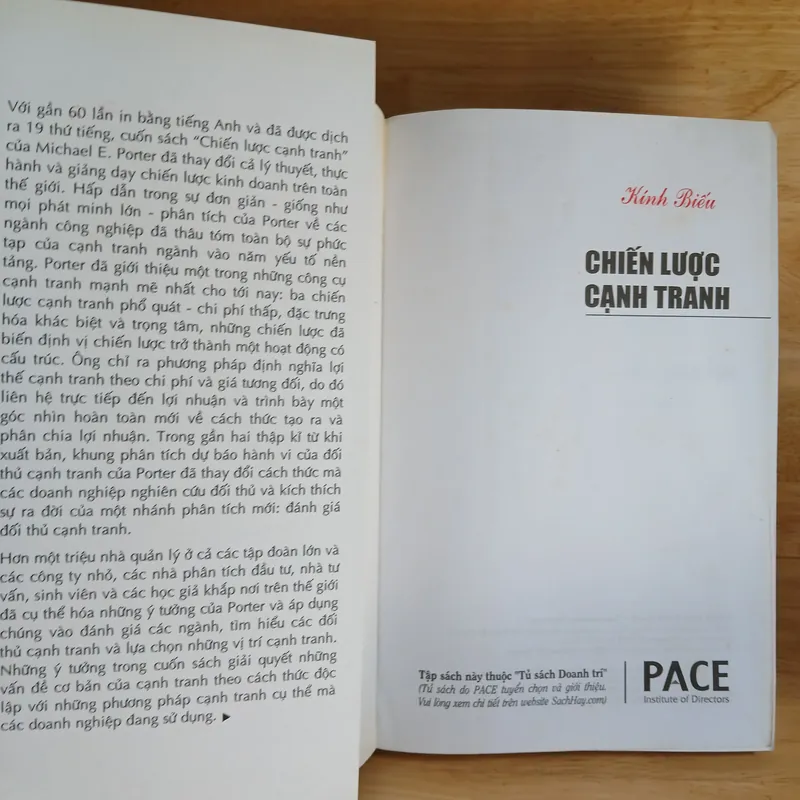 Với gần 60 lần in bằng tiếng Anh và đã được dịch
ra 19 thứ tiếng, cuốn sách "Chiến lược cạnh tranh"
của Michael E. Porter đã thay đổi cả lý thuyết, thực
hành và giảng dạy chiến lược kinh doanh trên toàn
thế giới. Hấp dẫn trong sự đơn giản - giống như
mọi phát minh lớn - phân tích của Porter về các
ngành công nghiệp đã thâu tóm toàn bộ sự phức
tạp của cạnh tranh ngành vào năm yếu tố nền
tảng. Porter đã giới thiệu một trong những công cụ
cạnh tranh mạnh mẽ nhất cho tới nay: ba chiến
lược cạnh tranh phổ quát - chi phí thấp, đặc trưng
hóa khác biệt và trọng tâm, những chiến lược đã
biến định vị chiến lược trở thành một hoạt động có
cấu trúc. Ông chỉ ra phương pháp định nghĩa lợi
thế cạnh tranh theo chi phí và giá tương đối, do đó
liên hệ trực tiếp đến lợi nhuận và trình bày một
góc nhìn hoàn toàn mới về cách thức tạo ra và
phân chia lợi nhuận. Trong gần hai thập kỉ từ khi
xuất bản, khung phân tích dự báo hành vi của đối
thủ cạnh tranh của Porter đã thay đổi cách thức mà
các doanh nghiệp nghiên cứu đối thủ và kích thích
sự ra đời của một nhánh phân tích mới: đánh giá
đối thủ cạnh tranh.
Hơn một triệu nhà quản lý ở cả các tập đoàn lớn và
các công ty nhỏ, các nhà phân tích đầu tư, nhà tư
vấn, sinh viên và các học giả khắp nơi trên thế giới
đã cụ thể hóa những ý tưởng của Porter và áp dụng
chúng vào đánh giá các ngành, tìm hiểu các đối
thủ cạnh tranh và lựa chọn những vị trí cạnh tranh.
Những ý tưởng trong cuốn sách giải quyết những
vấn đề cơ bản của cạnh tranh theo cách thức độc
lập với những phương pháp cạnh tranh cụ thể mà
các doanh nghiệp đang sử dụng. ▶
Kính Biếu
CHIẾN LƯỢC
CẠNH TRANH
Tập sách này thuộc "Tủ sách Doanh trí"
(Tủ sách do PACE tuyển chọn và giới thiệu.
Vui lòng xem chi tiết trên website SachHay.com)
PACE
Institute of Directors